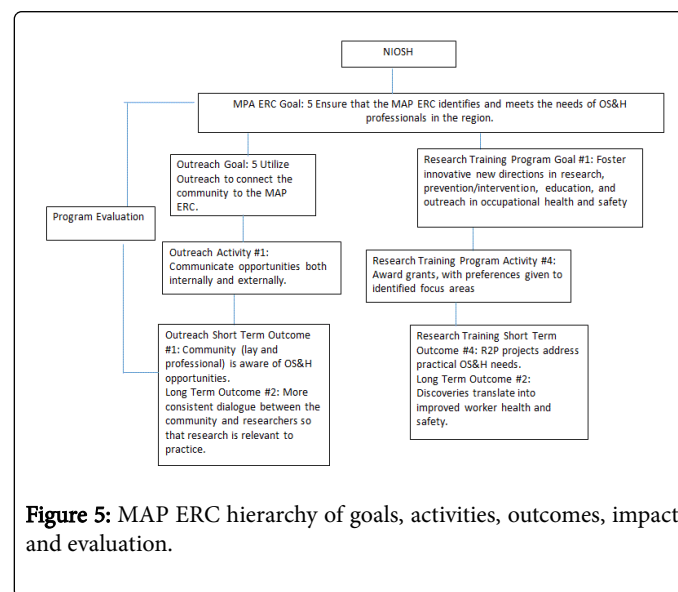 NIOSH
MPA ERC Goal: 5 Ensure that the MAP ERC identifies and meets the needs of OS&H
professionals in the region.
Outreach Goal: 5 Utilize
Outreach to connect the
community to the MAP
ERC.
Research Training Program Goal #1: Foster
innovative new directions in research,
prevention/intervention, education, and
outreach in occupational health and safety
Program Evaluation
Outreach Activity #1:
Communicate opportunities both
internally and externally.
Research Training Program Activity #4:
Award grants, with preferences given to
identified focus areas
Outreach Short Term Outcome
#1: Community (lay and
professional) is aware of OS&H
opportunities.
Long Term Outcome #2: More
consistent dialogue between the
community and researchers so
that research is relevant to
practice.
Research Training Short Term
Outcome #4: R2P projects address
practical OS&H needs.
Long Term Outcome #2:
Discoveries translate into
improved worker health and
safety.
Figure 5: MAP ERC hierarchy of goals, activities, outcomes, impact
and evaluation.